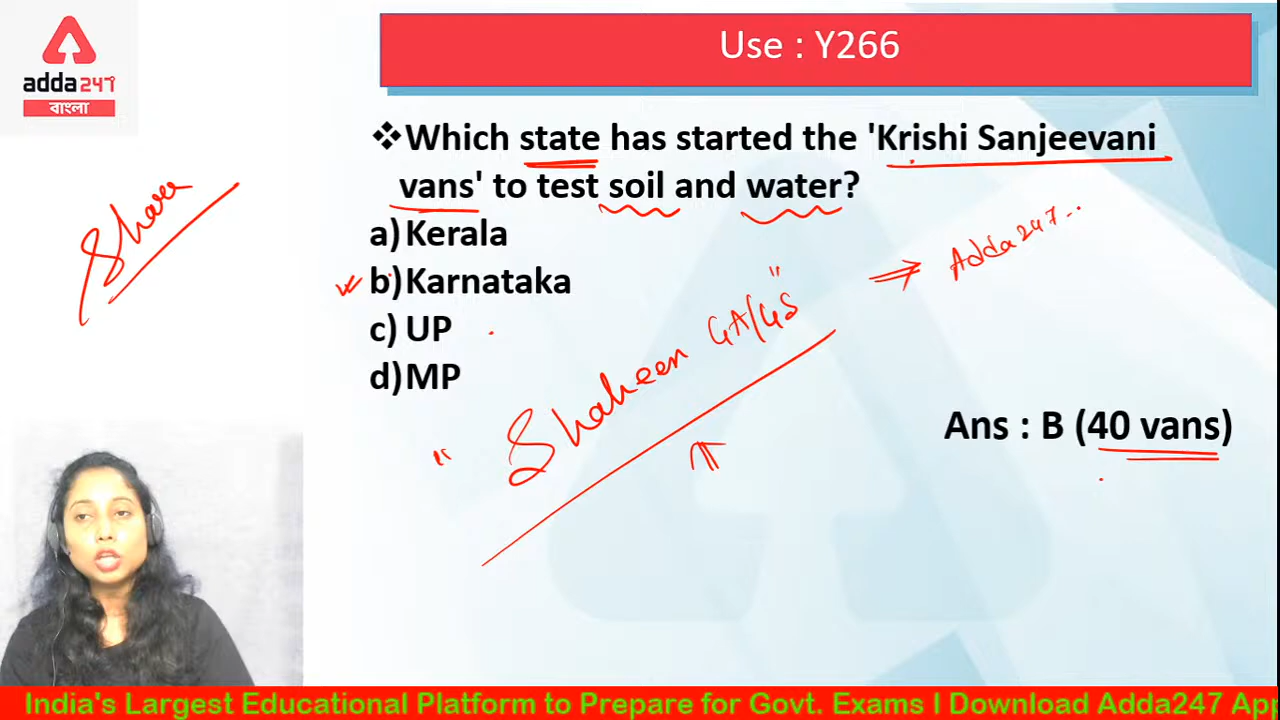 adda247
বাংলা
Use : Y266
❖Which state has started the 'Krishi Sanjeevani
vans' to test soil and water?
a) Kerala
b) Karnataka
c) UP
d) MP
Ans : B (40 vans)
Share
"Shaheen GA/GS"
⇒ Adda247..
India's Largest Educational Platform to Prepare for Govt. Exams I Download Adda247 App